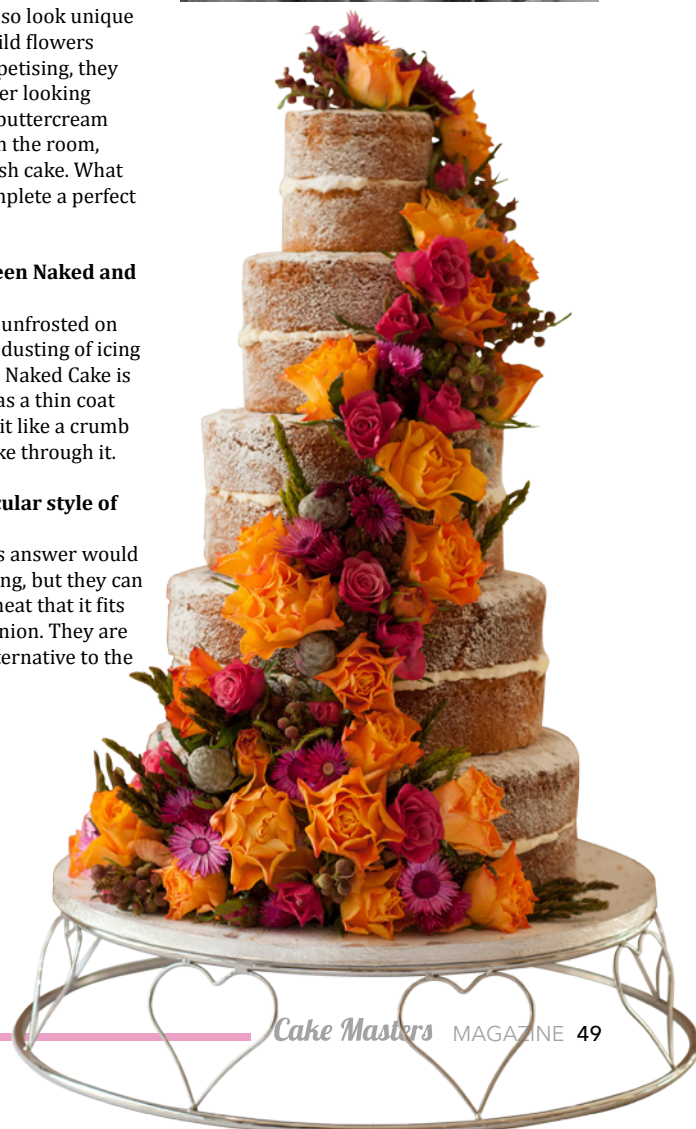 so look unique
ild flowers
petising, they
er looking
buttercream
n the room,
sh cake. What
nplete a perfect
een Naked and
unfrosted on
dusting of icing
Naked Cake is
as a thin coat
it like a crumb
ke through it.
cular style of
s answer would
ng, but they can
neat that it fits
nion. They are
ternative to the
Cake Masters MAGAZINE 49